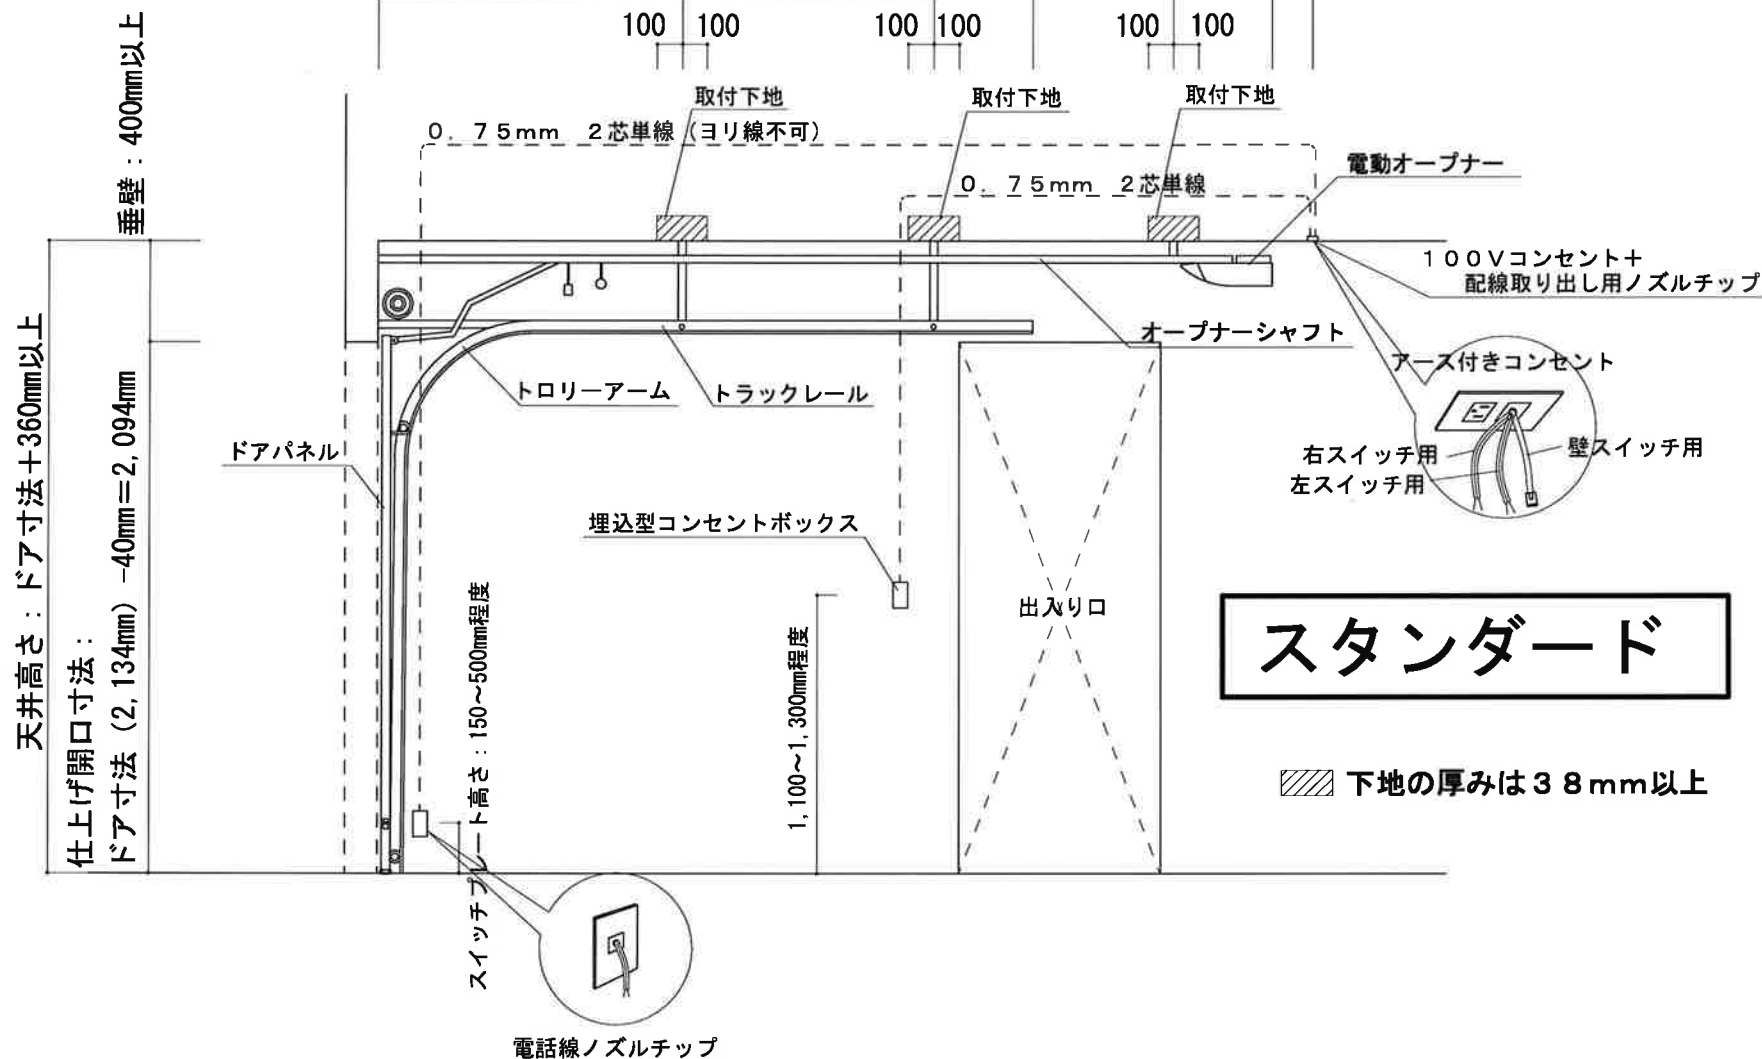 100 100
100 100
100 100
垂壁：400mm以上
取付下地
取付下地
取付下地
0．75mm　2芯単線（ヨリ線不可）
0．75mm　2芯単線
電動オープナー
100Vコンセント＋
配線取り出し用ノズルチップ
オープナーシャフト
アース付きコンセント
トロリーアーム
トラックレール
ドアパネル
右スイッチ用
左スイッチ用
壁スイッチ用
埋込型コンセントボックス
天井高さ：ドア寸法＋360mm以上
仕上げ開口寸法：
ドア寸法（2,134mm）-40mm＝2,094mm
スイッチプレート高さ：150～500mm程度
1,100～1,300mm程度
出入り口
スタンダード
下地の厚みは38mm以上
電話線ノズルチップ